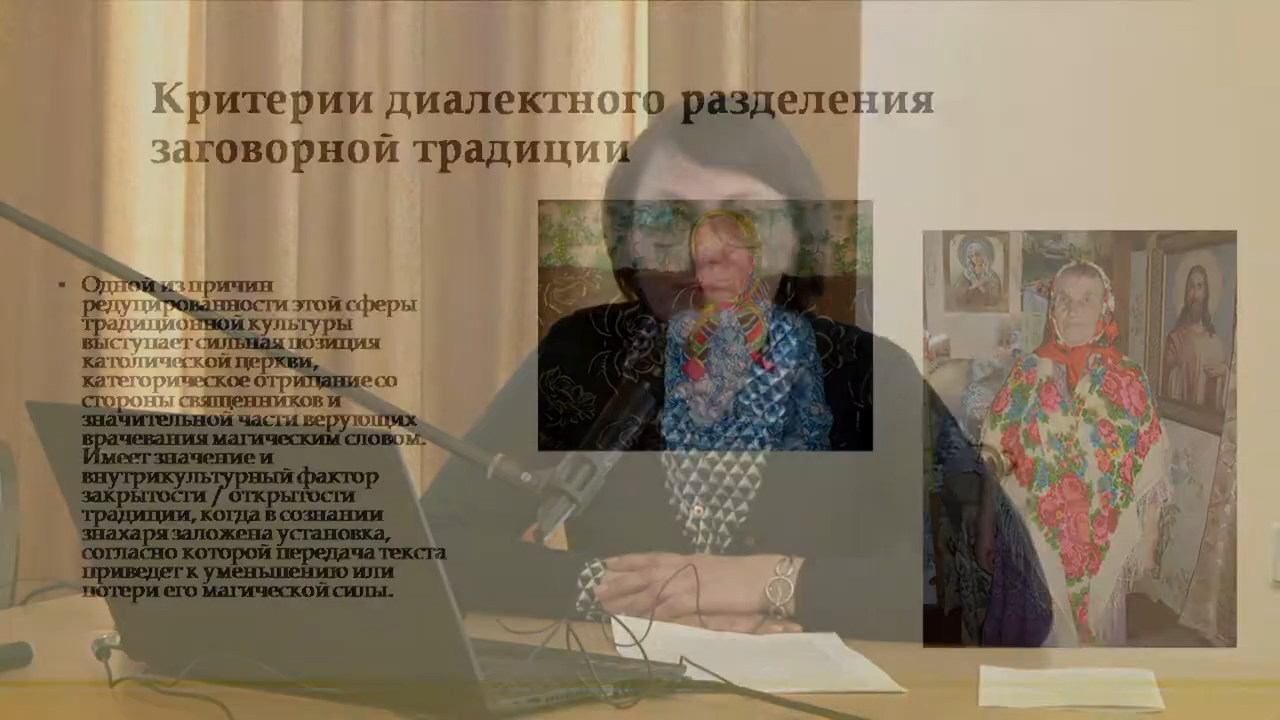 Критерии диалектного разделения
заговорной традиции
Одной из причин
редуцированности этой сферы
традиционной культуры
выступает сильная позиция
католической церкви,
категорическое отрицание со
стороны священников и
значительной части верующих
врачевания магическим словом.
Имеет значение и
внутрикультурный фактор
закрытости / открытости
традиции, когда в сознании
знахаря заложена установка,
согласно которой передача текста
приведет к уменьшению или
потери его магической силы.